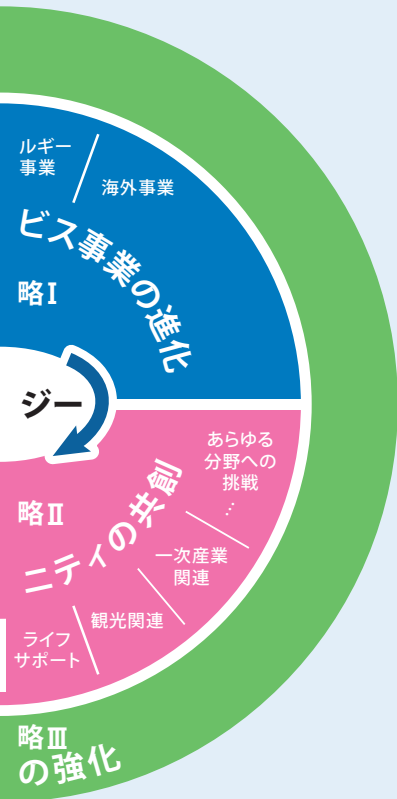 ルギー
事業
海外事業
ビス事業の進化
略Ⅰ
ジー
あらゆる
分野への
挑戦
…
略Ⅱ
ニティの共創
一次産業
関連
観光関連
ライフ
サポート
略Ⅲ
の強化